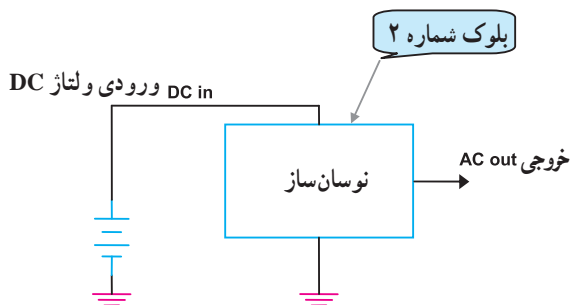 بلوک شماره ۲
ورودی ولتاژ DC
DC in
نوسان‌ساز
خروجی AC out